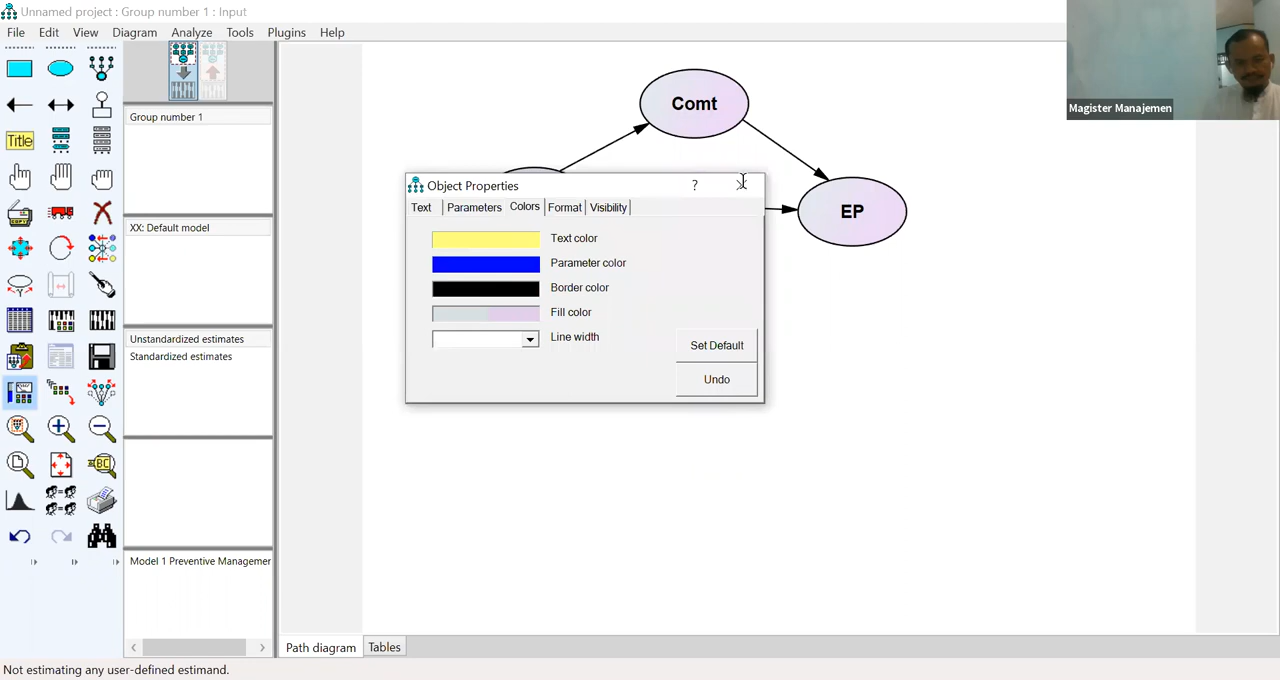 Unnamed project : Group number 1 : Input
File Edit View Diagram Analyze Tools Plugins Help
Magister Manajemen
Title
Group number 1
XX: Default model
Unstandardized estimates
Standardized estimates
Model 1 Preventive Managemer
Comt
EP
Object Properties ?
Text Parameters Colors Format Visibility
Text color
Parameter color
Border color
Fill color
Line width
Set Default
Undo
COPY
ABC
Path diagram Tables
Not estimating any user-defined estimand.